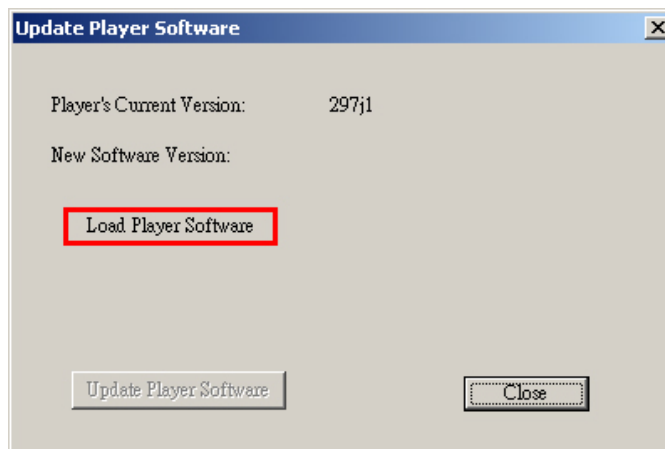 Update Player Software
Player's Current Version: 297j1
New Software Version:
Load Player Software
Update Player Software Close